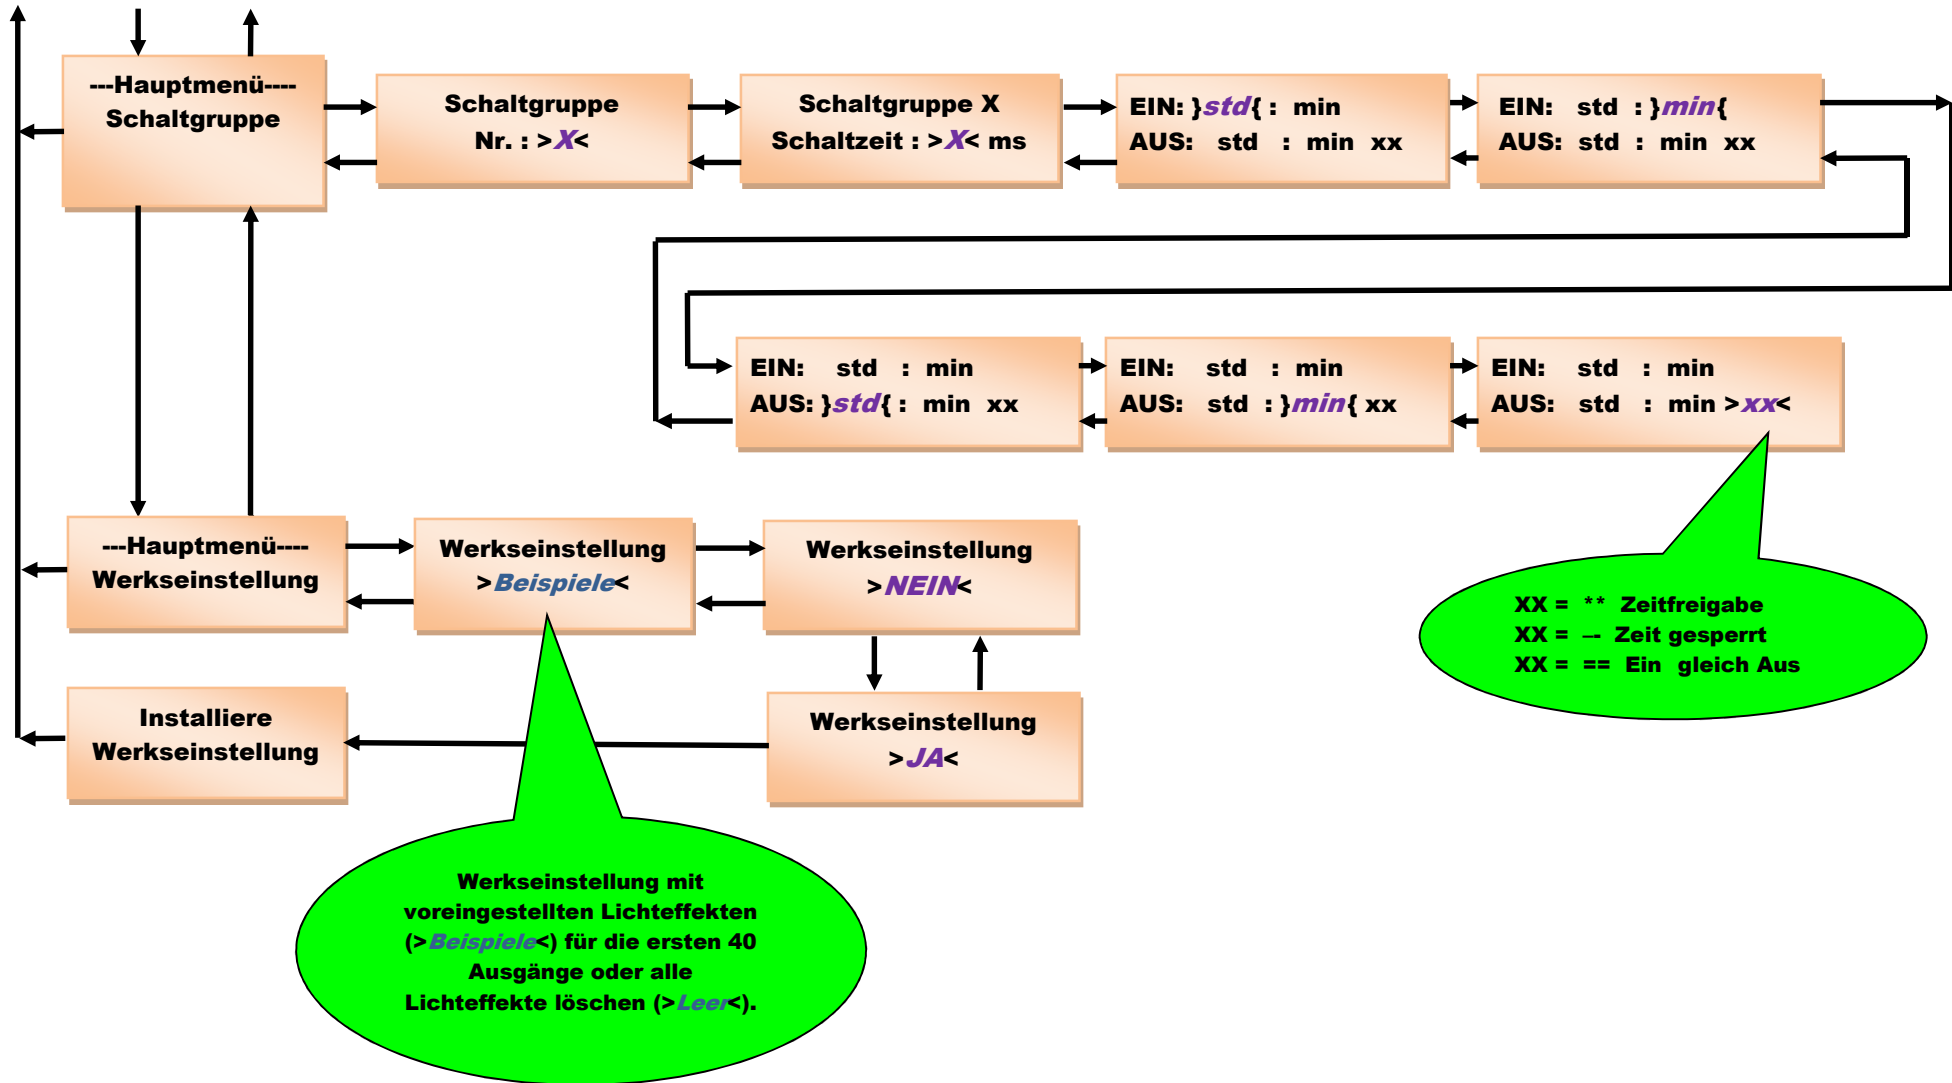 ---Hauptmenü----
Schaltgruppe
Schaltgruppe
Nr. : >X<
Schaltgruppe X
Schaltzeit : >X< ms
EIN: }std{ : min
AUS: std : min xx
EIN: std : }min{
AUS: std : min xx
EIN: std : min
AUS: }std{ : min xx
EIN: std : min
AUS: std : }min{ xx
EIN: std : min
AUS: std : min >xx<
---Hauptmenü----
Werkseinstellung
Werkseinstellung
>Beispiele<
Werkseinstellung
>NEIN<
XX = ** Zeitfreigabe
XX = –- Zeit gesperrt
XX = == Ein gleich Aus
Installiere
Werkseinstellung
Werkseinstellung
>JA<
Werkseinstellung mit
voreingestellten Lichteffekten
(>Beispiele<) für die ersten 40
Ausgänge oder alle
Lichteffekte löschen (>Leer<).